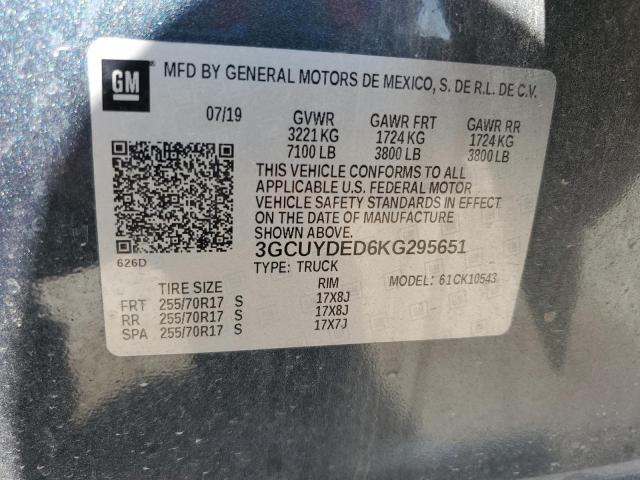 GM
MFD BY GENERAL MOTORS DE MEXICO, S. DE R.L. DE C.V.
07/19 GVWR GAWR FRT GAWR RR
3221 KG 1724 KG 1724 KG
7100 LB 3800 LB 3800 LB
THIS VEHICLE CONFORMS TO ALL
APPLICABLE U.S. FEDERAL MOTOR
VEHICLE SAFETY STANDARDS IN EFFECT
ON THE DATE OF MANUFACTURE
SHOWN ABOVE.
3GCUYDED6KG295651
626D TYPE: TRUCK
MODEL: 61CK10543
TIRE SIZE RIM
FRT 255/70R17 S 17X8J
RR 255/70R17 S 17X8J
SPA 255/70R17 S 17X7J